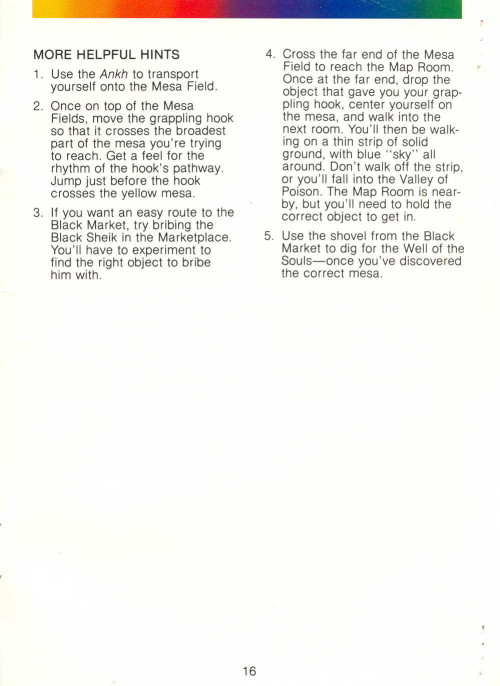 MORE HELPFUL HINTS
1. Use the Ankh to transport
yourself onto the Mesa Field.
2. Once on top of the Mesa
Fields, move the grappling hook
so that it crosses the broadest
part of the mesa you're trying
to reach. Get a feel for the
rhythm of the hook's pathway.
Jump just before the hook
crosses the yellow mesa.
3. If you want an easy route to the
Black Market, try bribing the
Black Sheik in the Marketplace.
You'll have to experiment to
find the right object to bribe
him with.
4. Cross the far end of the Mesa
Field to reach the Map Room.
Once at the far end, drop the
object that gave you your grap-
pling hook, center yourself on
the mesa, and walk into the
next room. You'll then be walk-
ing on a thin strip of solid
ground, with blue "sky" all
around. Don't walk off the strip,
or you'll fall into the Valley of
Poison. The Map Room is near-
by, but you'll need to hold the
correct object to get in.
5. Use the shovel from the Black
Market to dig for the Well of the
Souls—once you've discovered
the correct mesa.
16